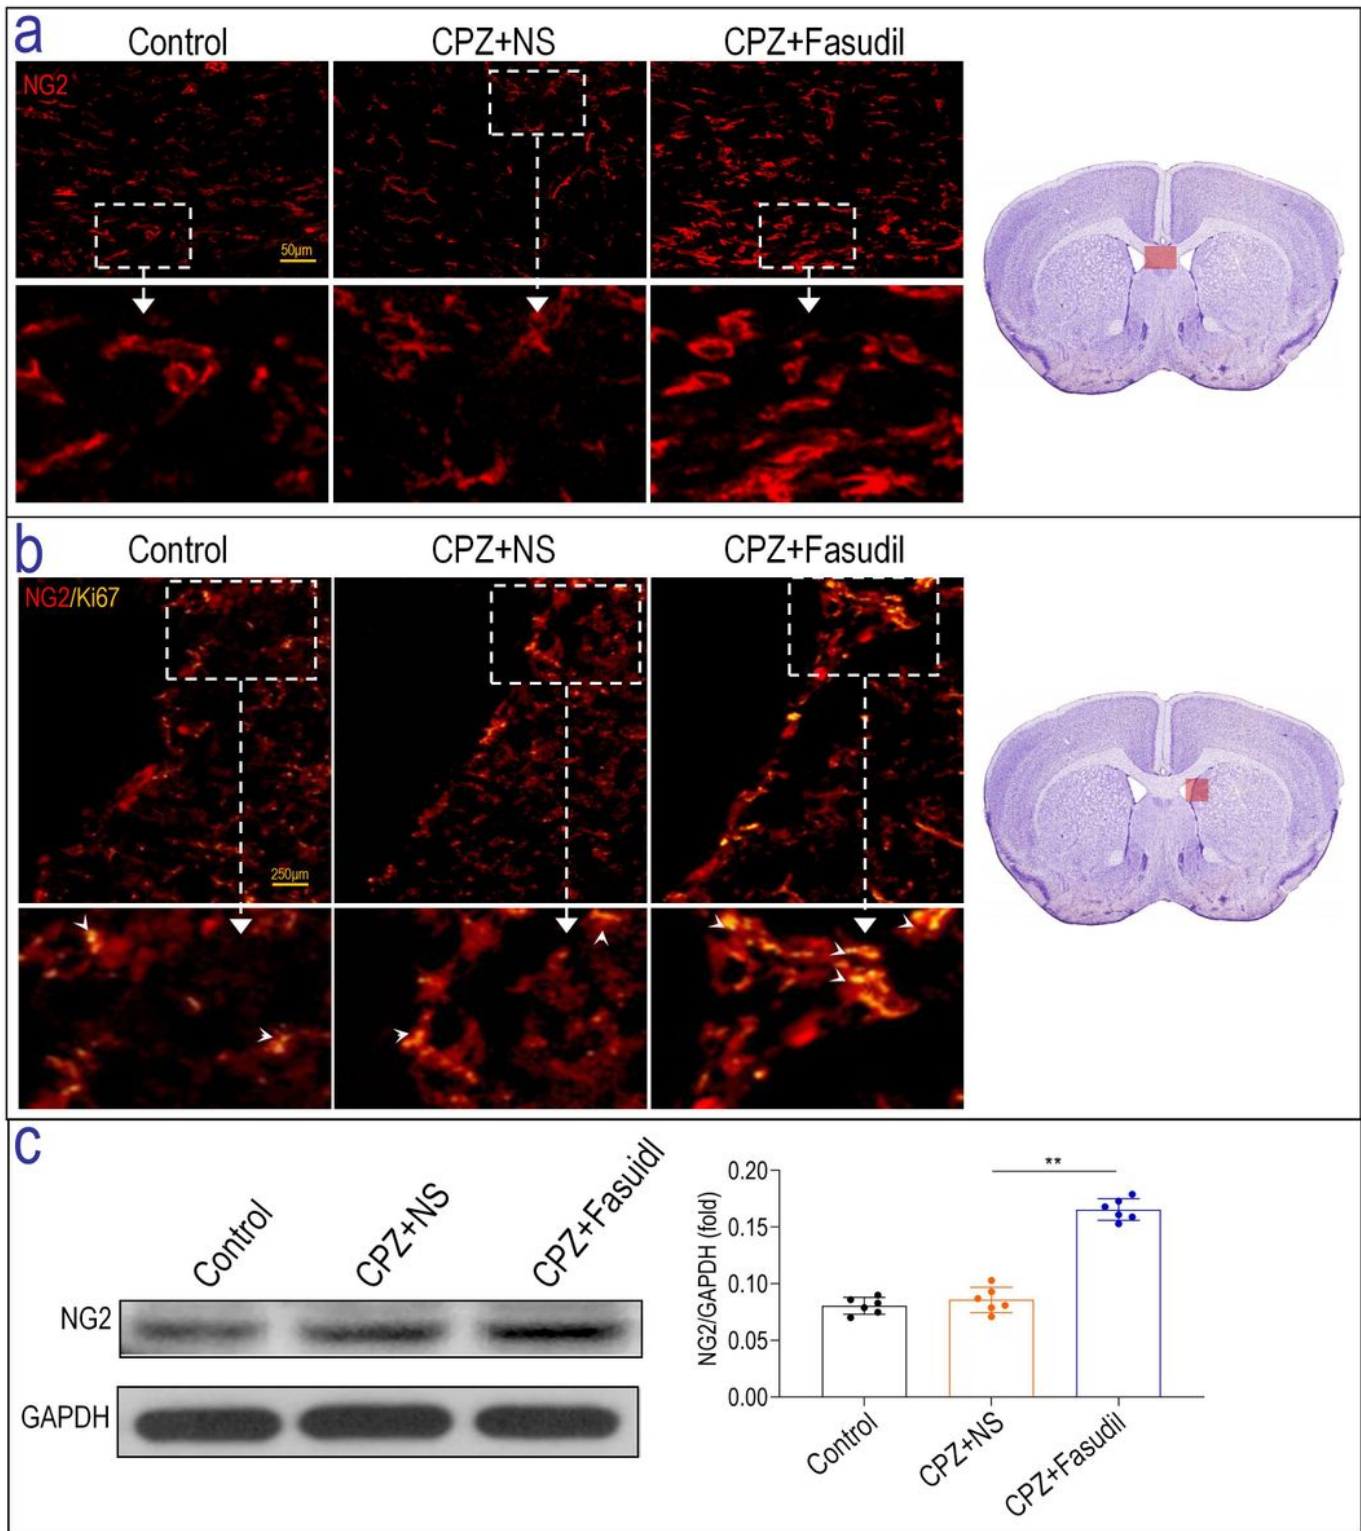 a
Control CPZ+NS CPZ+Fasudil
NG2
50μm
b
Control CPZ+NS CPZ+Fasudil
NG2/Ki67
250μm
c
Control CPZ+NS CPZ+Fasuidl
NG2
GAPDH
**
NG2/GAPDH (fold)
0.20
0.15
0.10
0.05
0.00
Control CPZ+NS CPZ+Fasudil